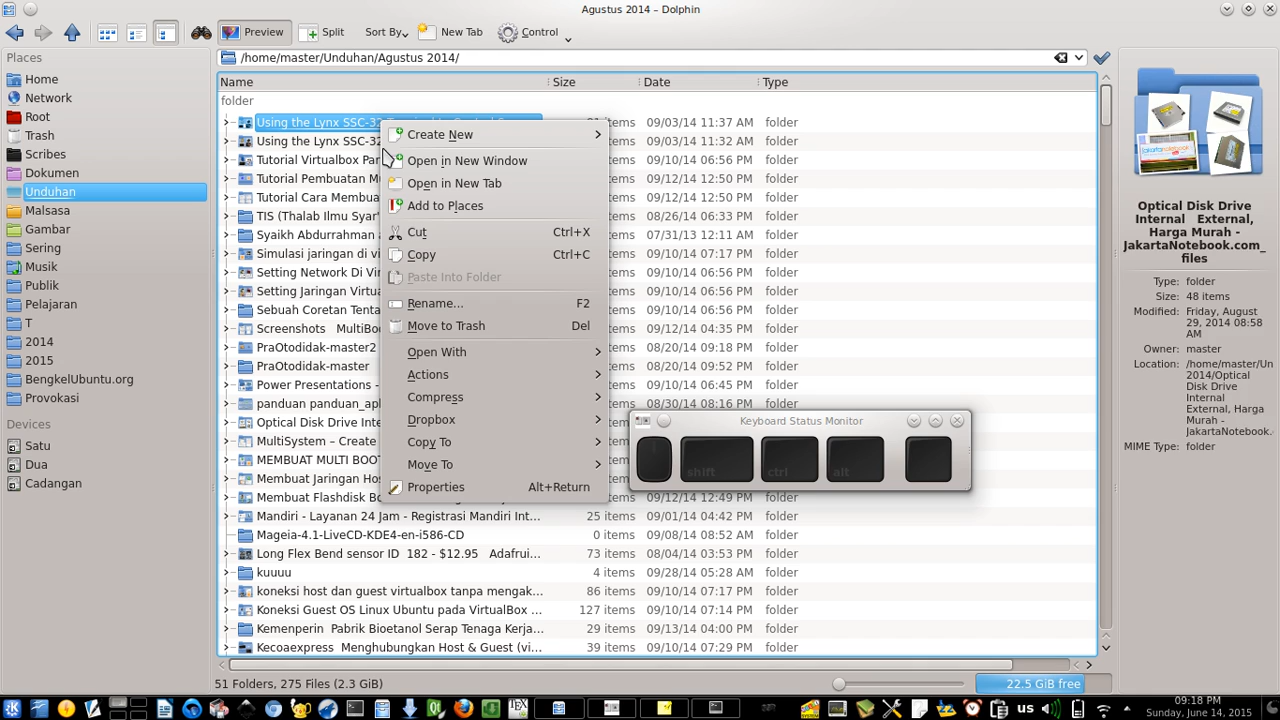 Agustus 2014 – Dolphin
Preview Split Sort By New Tab Control
Places
Home
Network
Root
Trash
Scribes
Dokumen
Unduhan
Malsasa
Gambar
Sering
Musik
Publik
Pelajaran
T
2014
2015
BengkelUbuntu.org
Provokasi
Devices
Satu
Dua
Cadangan
/home/master/Unduhan/Agustus 2014/
Name Size Date Type
folder
Using the Lynx SSC-32 items 09/03/14 11:37 AM folder
Using the Lynx SSC-32 items 09/03/14 11:32 AM folder
Tutorial Virtualbox Par items 09/10/14 06:56 PM folder
Tutorial Pembuatan M items 09/12/14 12:50 PM folder
Tutorial Cara Membua items 09/12/14 12:50 PM folder
TIS (Thalab Ilmu Syar' items 08/26/14 06:33 PM folder
Syaikh Abdurrahman a items 07/31/13 12:11 AM folder
Simulasi jaringan di vi items 09/10/14 07:17 PM folder
Setting Network Di Vir items 09/10/14 06:56 PM folder
Setting Jaringan Virtua items 09/10/14 06:56 PM folder
Sebuah Coretan Tenta items 09/10/14 06:56 PM folder
Screenshots MultiBo items 09/12/14 04:35 PM folder
PraOtodidak-master2 items 08/20/14 09:18 PM folder
PraOtodidak-master items 08/20/14 09:52 PM folder
Power Presentations - items 09/10/14 06:45 PM folder
panduan panduan_apl items 08/30/14 08:16 PM folder
Optical Disk Drive Inte
MultiSystem – Create
MEMBUAT MULTI BOOT
Membuat Jaringan Hos
Membuat Flashdisk Bo items 09/12/14 12:49 PM folder
Mandiri - Layanan 24 Jam - Registrasi Mandiri Int... 25 items 09/01/14 04:42 PM folder
Mageia-4.1-LiveCD-KDE4-en-i586-CD 0 items 09/08/14 08:52 AM folder
Long Flex Bend sensor ID 182 - $12.95 Adafrui... 73 items 08/04/14 03:53 PM folder
kuuuu 4 items 09/28/14 05:28 AM folder
koneksi host dan guest virtualbox tanpa mengak... 86 items 09/10/14 07:17 PM folder
Koneksi Guest OS Linux Ubuntu pada VirtualBox ... 127 items 09/10/14 07:14 PM folder
Kemenperin Pabrik Bioetanol Serap Tenaga Kerja... 29 items 09/13/14 04:00 PM folder
Kecoaexpress Menghubungkan Host & Guest (vi... 39 items 09/10/14 07:29 PM folder
Create New
Open in New Window
Open in New Tab
Add to Places
Cut Ctrl+X
Copy Ctrl+C
Paste Into Folder
Rename... F2
Move to Trash Del
Open With
Actions
Compress
Dropbox
Copy To
Move To
Properties Alt+Return
Keyboard Status Monitor
shift ctrl alt
Optical Disk Drive
Internal External,
Harga Murah -
JakartaNotebook.com_
files
Type: folder
Size: 48 items
Modified: Friday, August
29, 2014 08:58
AM
Owner: master
Location: /home/master/Un
2014/Optical
Disk Drive
Internal
External, Harga
Murah -
JakartaNotebook.
MIME Type: folder
51 Folders, 275 Files (2.3 GiB)
22.5 GiB free
us
09:18 PM
Sunday, June 14, 2015